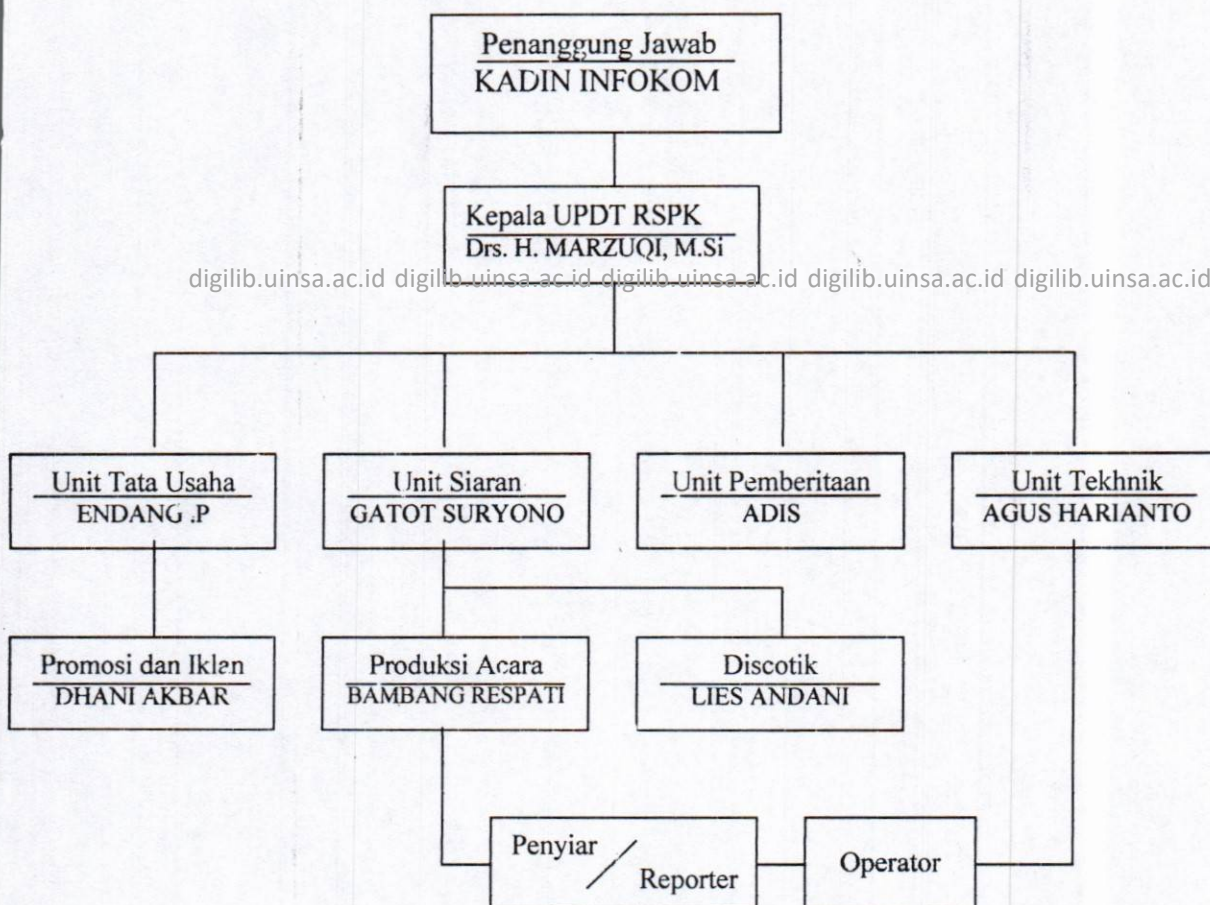 Penanggung Jawab
KADIN INFOKOM
Kepala UPDT RSPK
Drs. H. MARZUQI, M.Si
digilib.uinsa.ac.id digilib.uinsa.ac.id digilib.uinsa.ac.id digilib.uinsa.ac.id digilib.uinsa.ac.id
Unit Tata Usaha
ENDANG .P
Unit Siaran
GATOT SURYONO
Unit Pemberitaan
ADIS
Unit Tekhnik
AGUS HARIANTO
Promosi dan Iklan
DHANI AKBAR
Produksi Acara
BAMBANG RESPATI
Discotik
LIES ANDANI
Penyiar /
Reporter
Operator